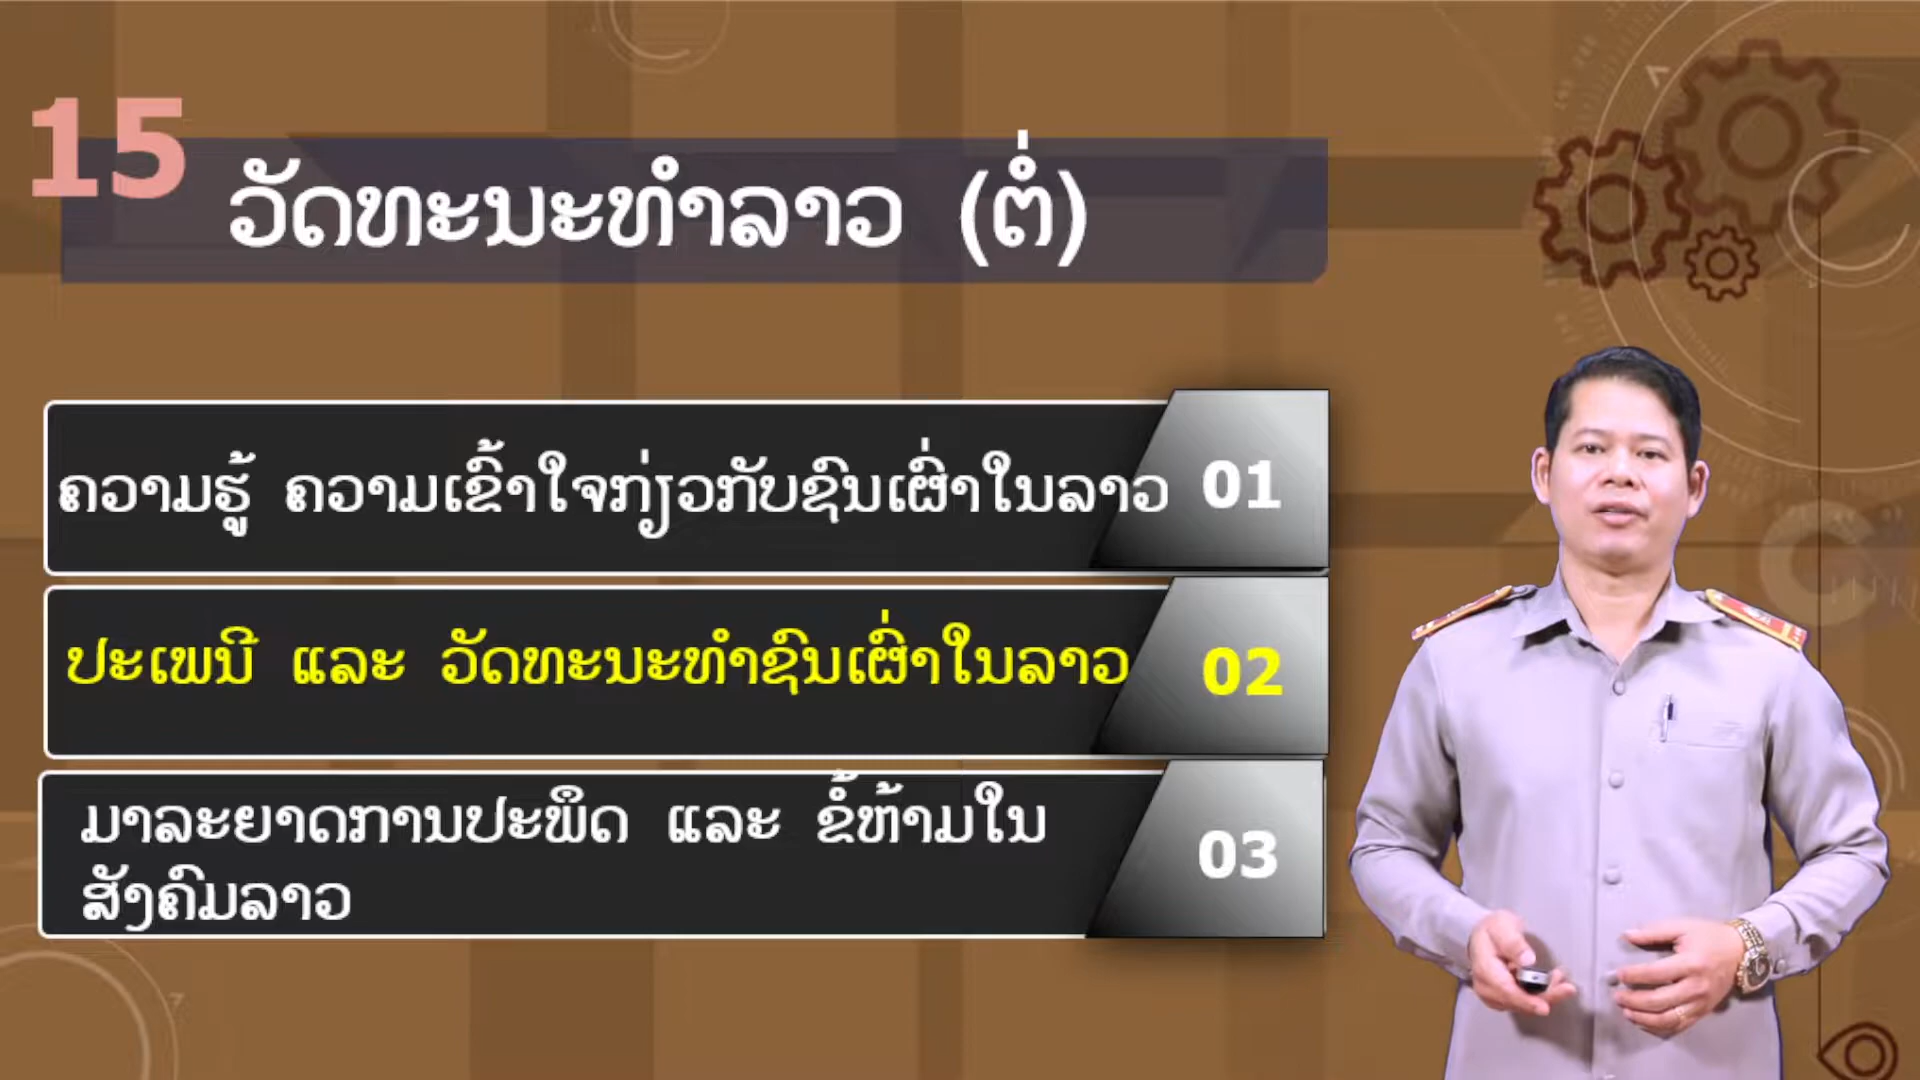 15
ວັດທະນະທຳລາວ (ຕໍ່)
ຄວາມຮູ້ ຄວາມເຂົ້າໃຈກ່ຽວກັບຊົນເຜົ່າໃນລາວ 01
ປະເພນີ ແລະ ວັດທະນະທຳຊົນເຜົ່າໃນລາວ 02
ມາລະຍາດການປະພຶດ ແລະ ຂໍ້ຫ້າມໃນ
ສັງຄົມລາວ 03